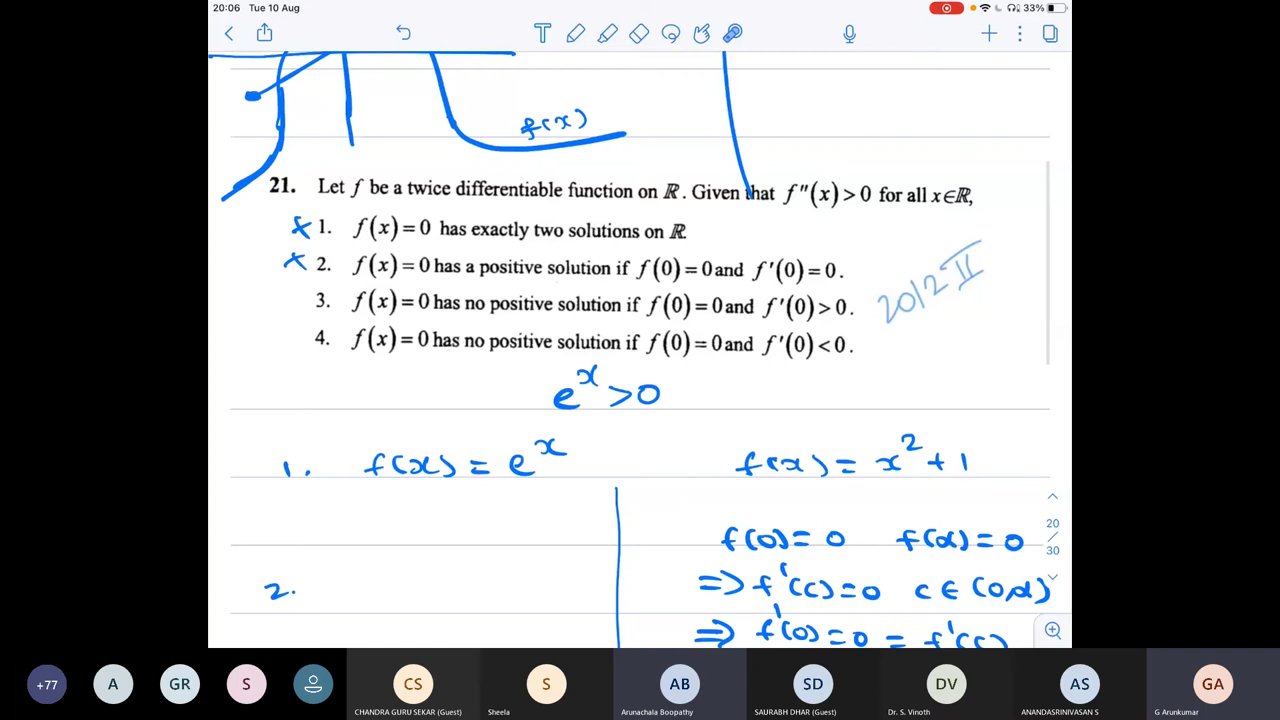 20:06 Tue 10 Aug
33%
f(x)
21. Let f be a twice differentiable function on ℝ. Given that f"(x)>0 for all x∈ℝ,
1. f(x)=0 has exactly two solutions on ℝ
2. f(x)=0 has a positive solution if f(0)=0 and f'(0)=0.
3. f(x)=0 has no positive solution if f(0)=0 and f'(0)>0.
4. f(x)=0 has no positive solution if f(0)=0 and f'(0)<0.
2012 II
e^x >0
1. f(x) = e^x f(x) = x^2 + 1
20
/
30
f(0)= 0 f(α)= 0
2. => f'(c)=0 c∈(0,α)
=> f'(0)=0 = f'(c)
+77
A
GR
S
CS
S
AB
SD
DV
AS
GA
CHANDRA GURU SEKAR (Guest)
Sheela
Arunachala Boopathy
SAURABH DHAR (Guest)
Dr. S. Vinoth
ANANDASRINIVASAN S
G Arunkumar